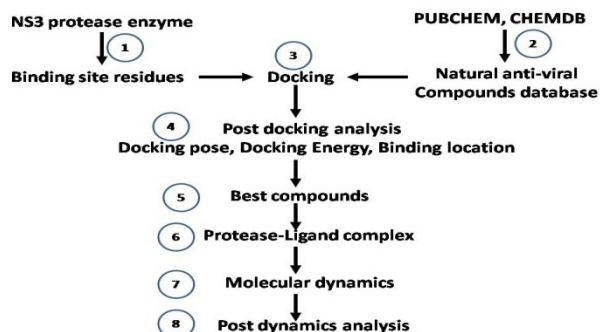 NS3 protease enzyme
PUBCHEM, CHEMDB
1
2
3
Binding site residues
Docking
Natural anti-viral
Compounds database
4
Post docking analysis
Docking pose, Docking Energy, Binding location
5
Best compounds
6
Protease-Ligand complex
7
Molecular dynamics
8
Post dynamics analysis